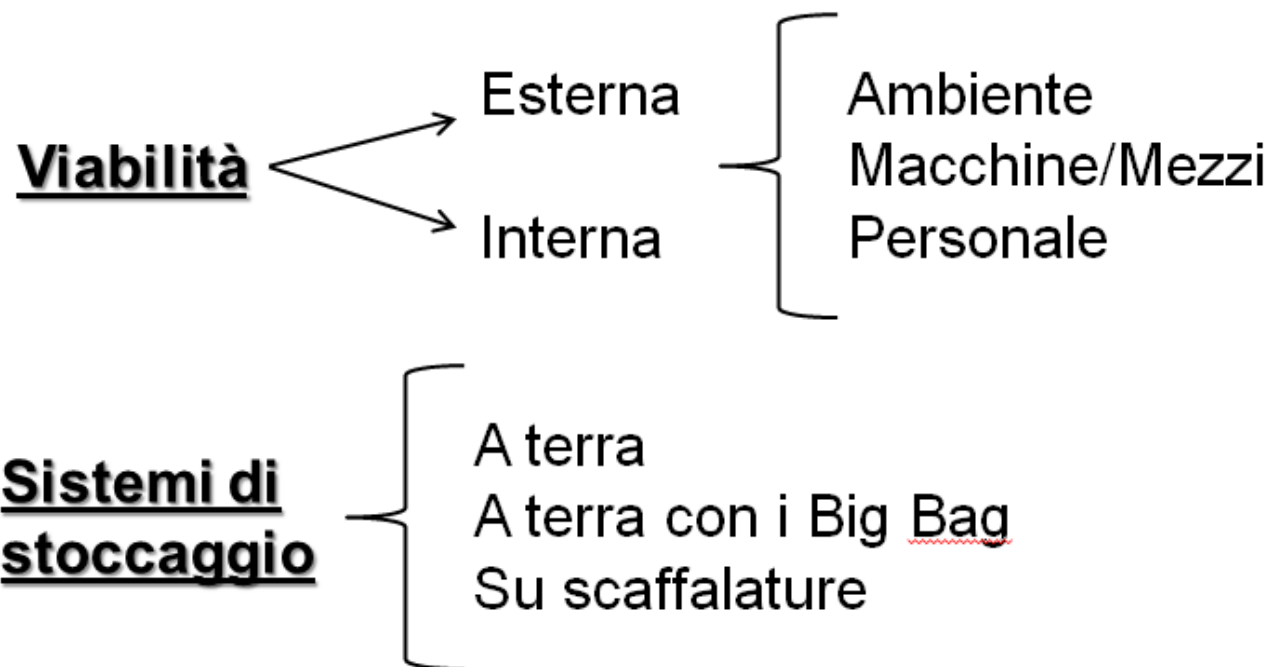 Viabilità
Esterna
Interna
Ambiente
Macchine/Mezzi
Personale
Sistemi di
stoccaggio
A terra
A terra con i Big Bag
Su scaffalature